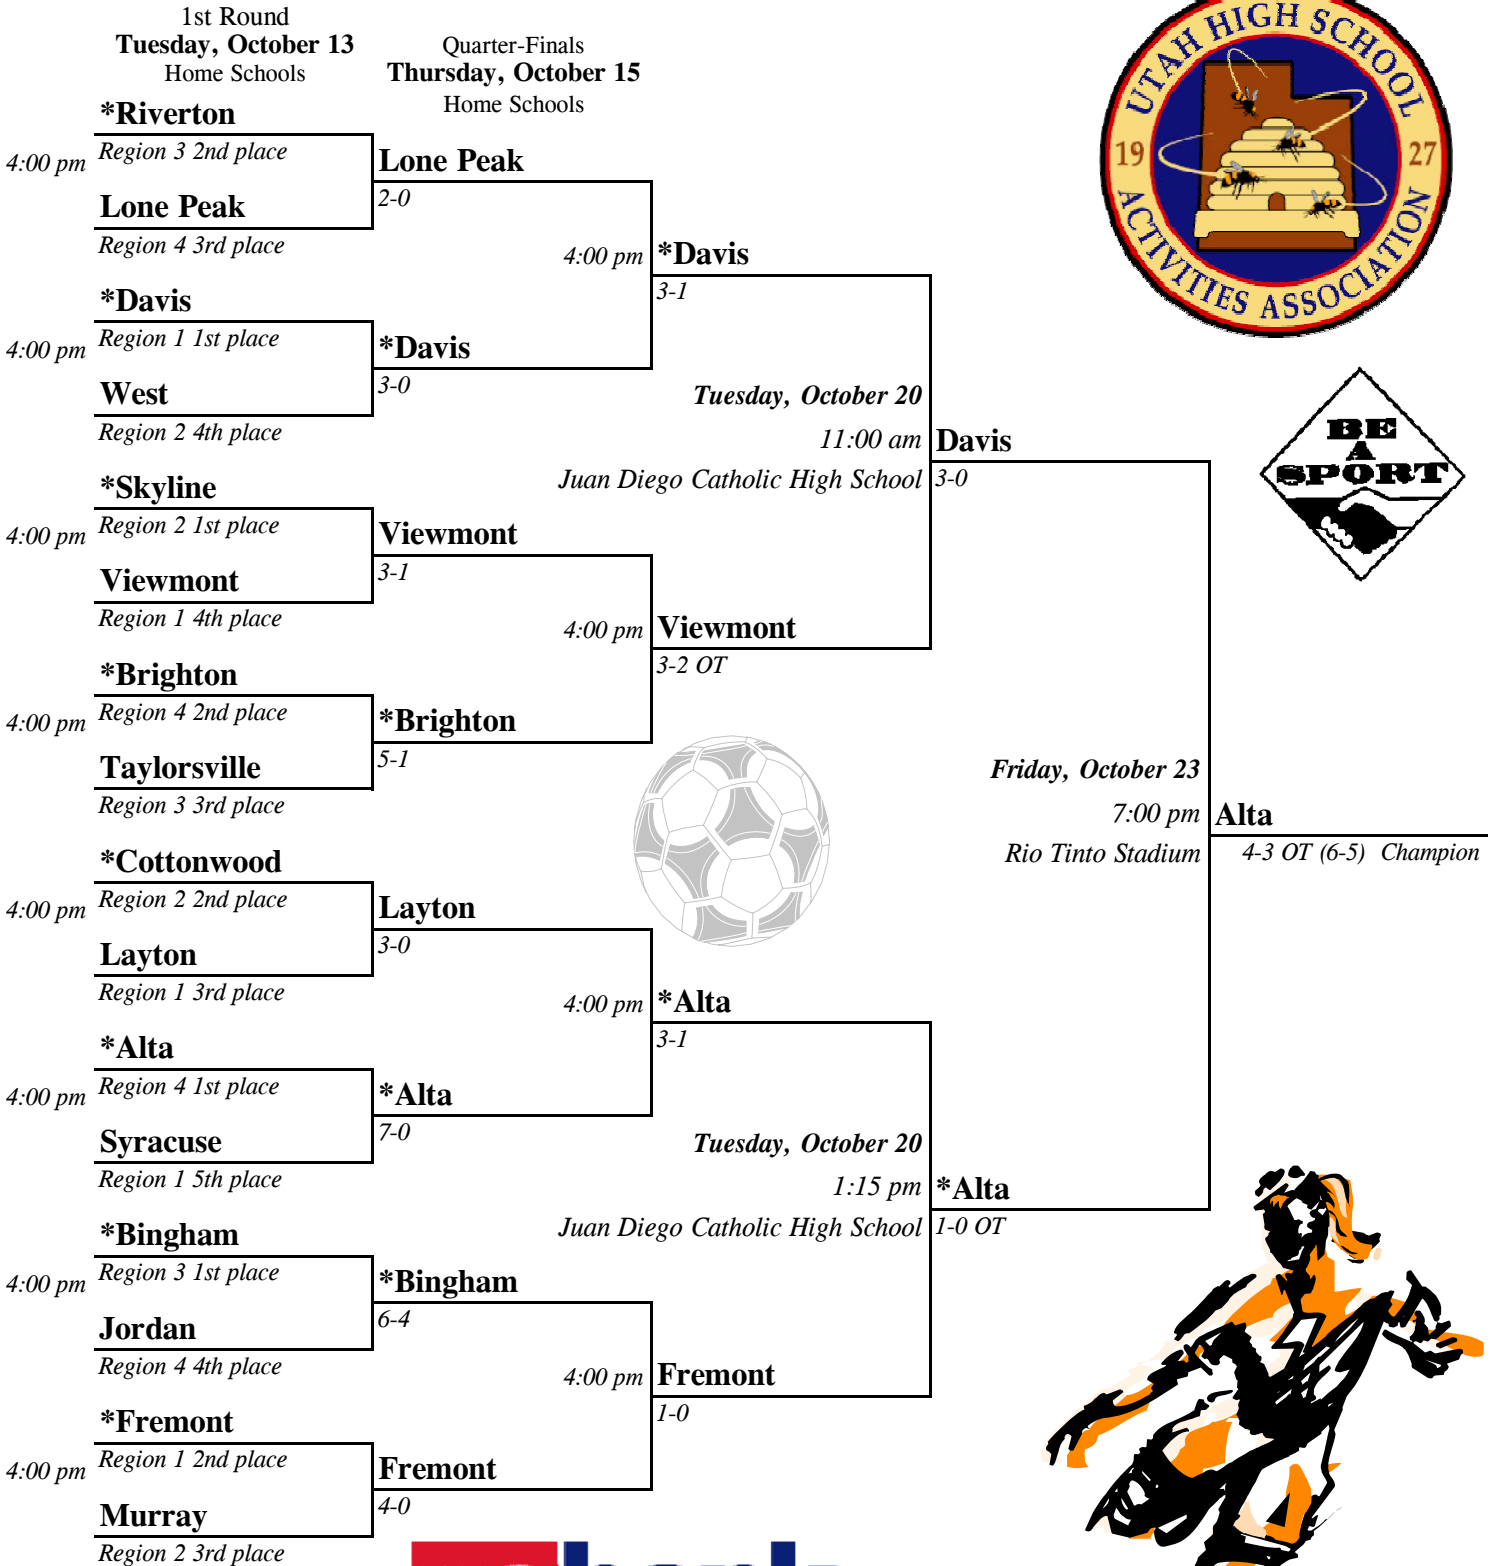 1st Round
Tuesday, October 13
Home Schools
Quarter-Finals
Thursday, October 15
Home Schools
UTAH HIGH SCHOOL
19 27
ACTIVITIES ASSOCIATION
*Riverton
4:00 pm Region 3 2nd place
Lone Peak
2-0
Lone Peak
Region 4 3rd place
4:00 pm *Davis
3-1
*Davis
4:00 pm Region 1 1st place
*Davis
3-0
West
Region 2 4th place
Tuesday, October 20
11:00 am Davis
Juan Diego Catholic High School 3-0
BE
A
SPORT
*Skyline
4:00 pm Region 2 1st place
Viewmont
3-1
Viewmont
Region 1 4th place
4:00 pm Viewmont
3-2 OT
*Brighton
4:00 pm Region 4 2nd place
*Brighton
5-1
Taylorsville
Region 3 3rd place
Friday, October 23
7:00 pm Alta
Rio Tinto Stadium 4-3 OT (6-5) Champion
*Cottonwood
4:00 pm Region 2 2nd place
Layton
3-0
Layton
Region 1 3rd place
4:00 pm *Alta
3-1
*Alta
4:00 pm Region 4 1st place
*Alta
7-0
Syracuse
Region 1 5th place
Tuesday, October 20
1:15 pm *Alta
Juan Diego Catholic High School 1-0 OT
*Bingham
4:00 pm Region 3 1st place
*Bingham
6-4
Jordan
Region 4 4th place
4:00 pm Fremont
1-0
*Fremont
4:00 pm Region 1 2nd place
Fremont
4-0
Murray
Region 2 3rd place